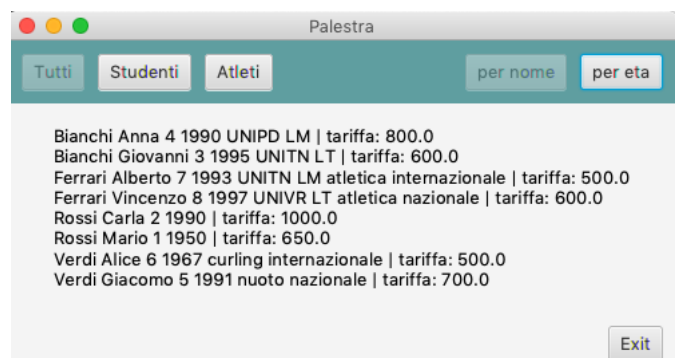 Palestra
Tutti Studenti Atleti per nome per eta
Bianchi Anna 4 1990 UNIPD LM | tariffa: 800.0
Bianchi Giovanni 3 1995 UNITN LT | tariffa: 600.0
Ferrari Alberto 7 1993 UNITN LM atletica internazionale | tariffa: 500.0
Ferrari Vincenzo 8 1997 UNIVR LT atletica nazionale | tariffa: 600.0
Rossi Carla 2 1990 | tariffa: 1000.0
Rossi Mario 1 1950 | tariffa: 650.0
Verdi Alice 6 1967 curling internazionale | tariffa: 500.0
Verdi Giacomo 5 1991 nuoto nazionale | tariffa: 700.0
Exit